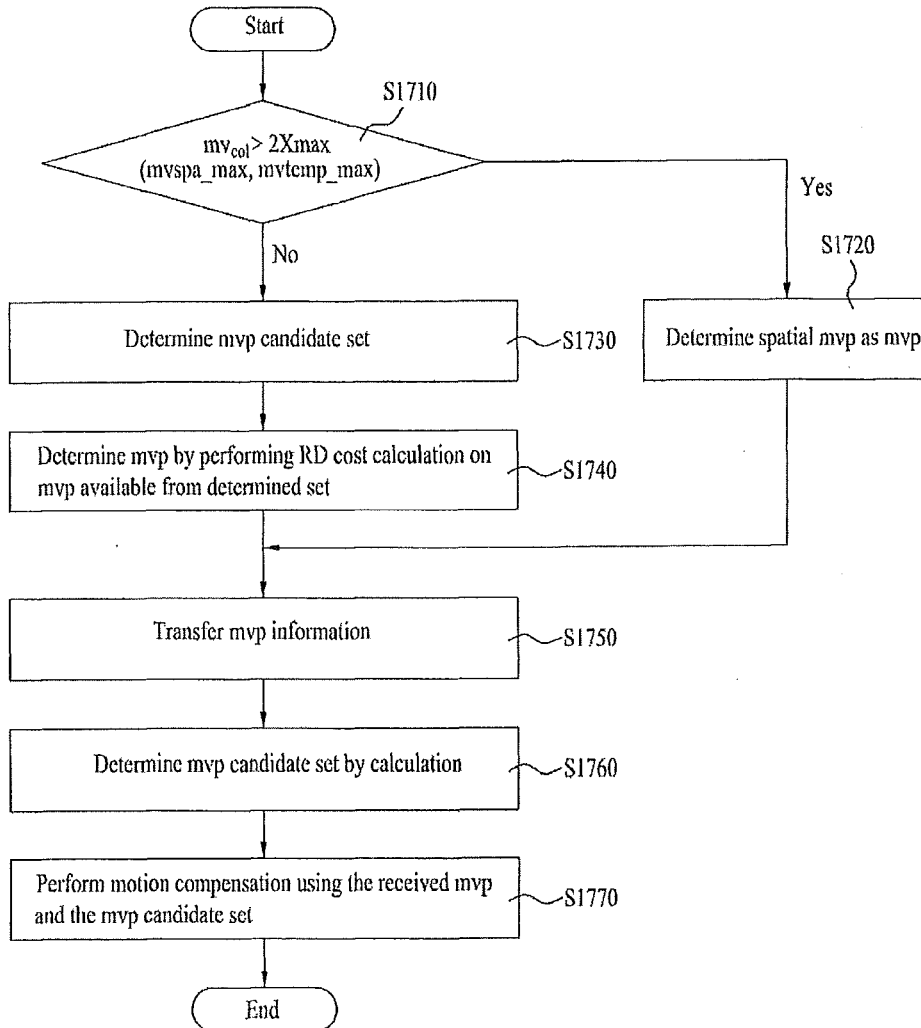 Start
S1710
mvcol> 2Xmax
(mvspa_max, mvtemp_max)
Yes
No
S1720
Determine mvp candidate set
S1730
Determine spatial mvp as mvp
Determine mvp by performing RD cost calculation on
mvp available from determined set
S1740
Transfer mvp information
S1750
Determine mvp candidate set by calculation
S1760
Perform motion compensation using the received mvp
and the mvp candidate set
S1770
End